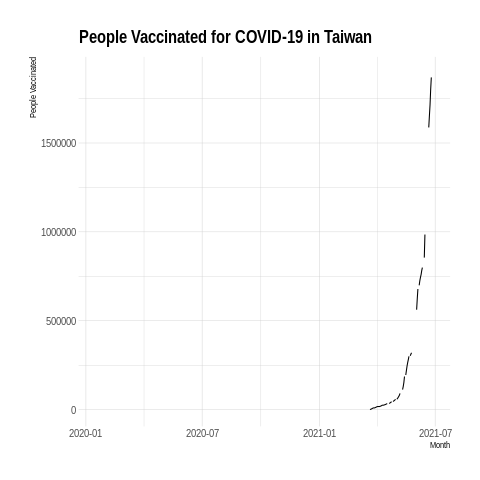 People Vaccinated for COVID-19 in Taiwan
People Vaccinated
1500000
1000000
500000
0
2020-01 2020-07 2021-01 2021-07
Month